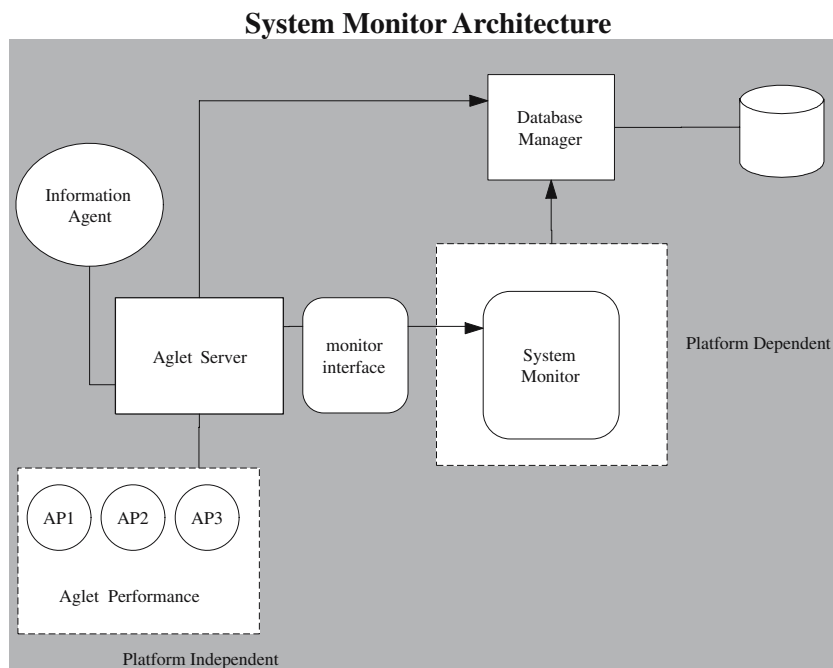 System Monitor Architecture
Database
Manager
Information
Agent
Aglet Server
monitor
interface
System
Monitor
Platform Dependent
AP1 AP2 AP3
Aglet Performance
Platform Independent